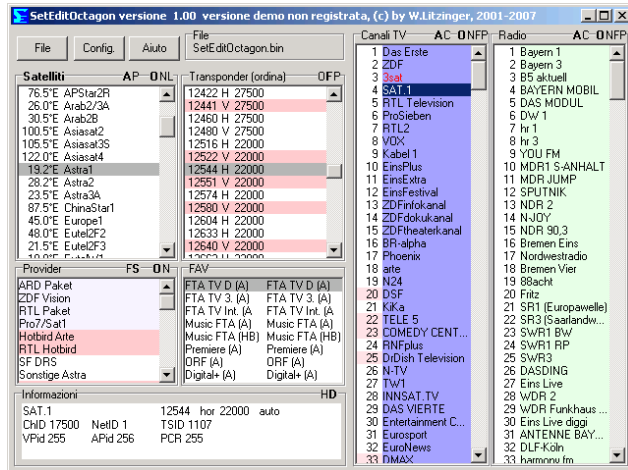 SetEditOctagon versione 1.00 versione demo non registrata, (c) by W.Litzinger, 2001-2007
File
Config.
Aiuto
File
SetEditOctagon.bin
Satelliti AP ONL
76.5°E APStar2R
26.0°E Arab2/3A
30.5°E Arab2B
100.5°E Asiasat2
105.5°E Asiasat3S
122.0°E Asiasat4
19.2°E Astra1
28.2°E Astra2
23.5°E Astra3A
87.5°E ChinaStar1
45.0°E Europe1
48.0°E Eutel2F2
21.5°E Eutel2F3
Transponder (ordina) OFP
12422 H 27500
12441 V 27500
12460 H 27500
12480 V 27500
12516 H 22000
12522 V 22000
12544 H 22000
12551 V 22000
12574 H 22000
12580 V 22000
12604 H 22000
12633 H 22000
12640 V 22000
12663 H 22000
Provider FS ON
ARD Paket
ZDF Vision
RTL Paket
Pro7/Sat1
Hotbird Arte
RTL Hotbird
SF DRS
Sonstige Astra
FAV
FTA TV D (A) FTA TV D (A)
FTA TV 3. (A) FTA TV 3. (A)
FTA TV Int. (A FTA TV Int. (A
Music FTA (A) Music FTA (A)
Music FTA (HB) Music FTA (HB)
Premiere (A) Premiere (A)
ORF (A) ORF (A)
Digital+ (A) Digital+ (A)
Informazioni HD
SAT.1 12544 hor 22000 auto
ChID 17500 NetID 1 TSID 1107
VPid 255 APid 256 PCR 255
Canali TV AC ONFP
1 Das Erste
2 ZDF
3 3sat
4 SAT.1
5 RTL Television
6 ProSieben
7 RTL2
8 VOX
9 Kabel 1
10 EinsPlus
11 EinsExtra
12 EinsFestival
13 ZDFinfokanal
14 ZDFdokukanal
15 ZDFtheaterkanal
16 BR-alpha
17 Phoenix
18 arte
19 N24
20 DSF
21 KiKa
22 TELE 5
23 COMEDY CENT...
24 RNFplus
25 DrDish Television
26 N-TV
27 TW1
28 INNSAT.TV
29 DAS VIERTE
30 Entertainment C...
31 Eurosport
32 EuroNews
33 DMAX
Radio AC ONFP
1 Bayern 1
2 Bayern 3
3 B5 aktuell
4 BAYERN MOBIL
5 DAS MODUL
6 DW 1
7 hr 1
8 hr 3
9 YOU FM
10 MDR1 S-ANHALT
11 MDR JUMP
12 SPUTNIK
13 NDR 2
14 N-JOY
15 NDR 90,3
16 Bremen Eins
17 Nordwestradio
18 Bremen Vier
19 88acht
20 Fritz
21 SR1 (Europawelle)
22 SR3 (Saarlandw...
23 SWR1 BW
24 SWR1 RP
25 SWR3
26 DASDING
27 Eins Live
28 WDR 2
29 WDR Funkhaus ...
30 Eins Live diggi
31 ANTENNE BAY...
32 DLF-Köln
33 harmony fm